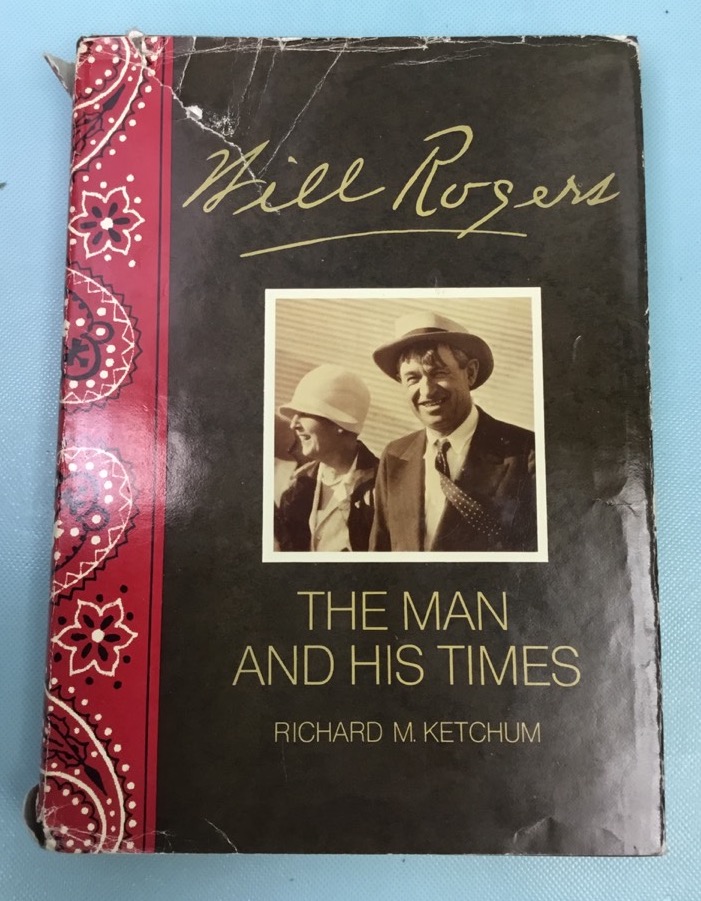 Will Rogers
THE MAN
AND HIS TIMES
RICHARD M. KETCHUM